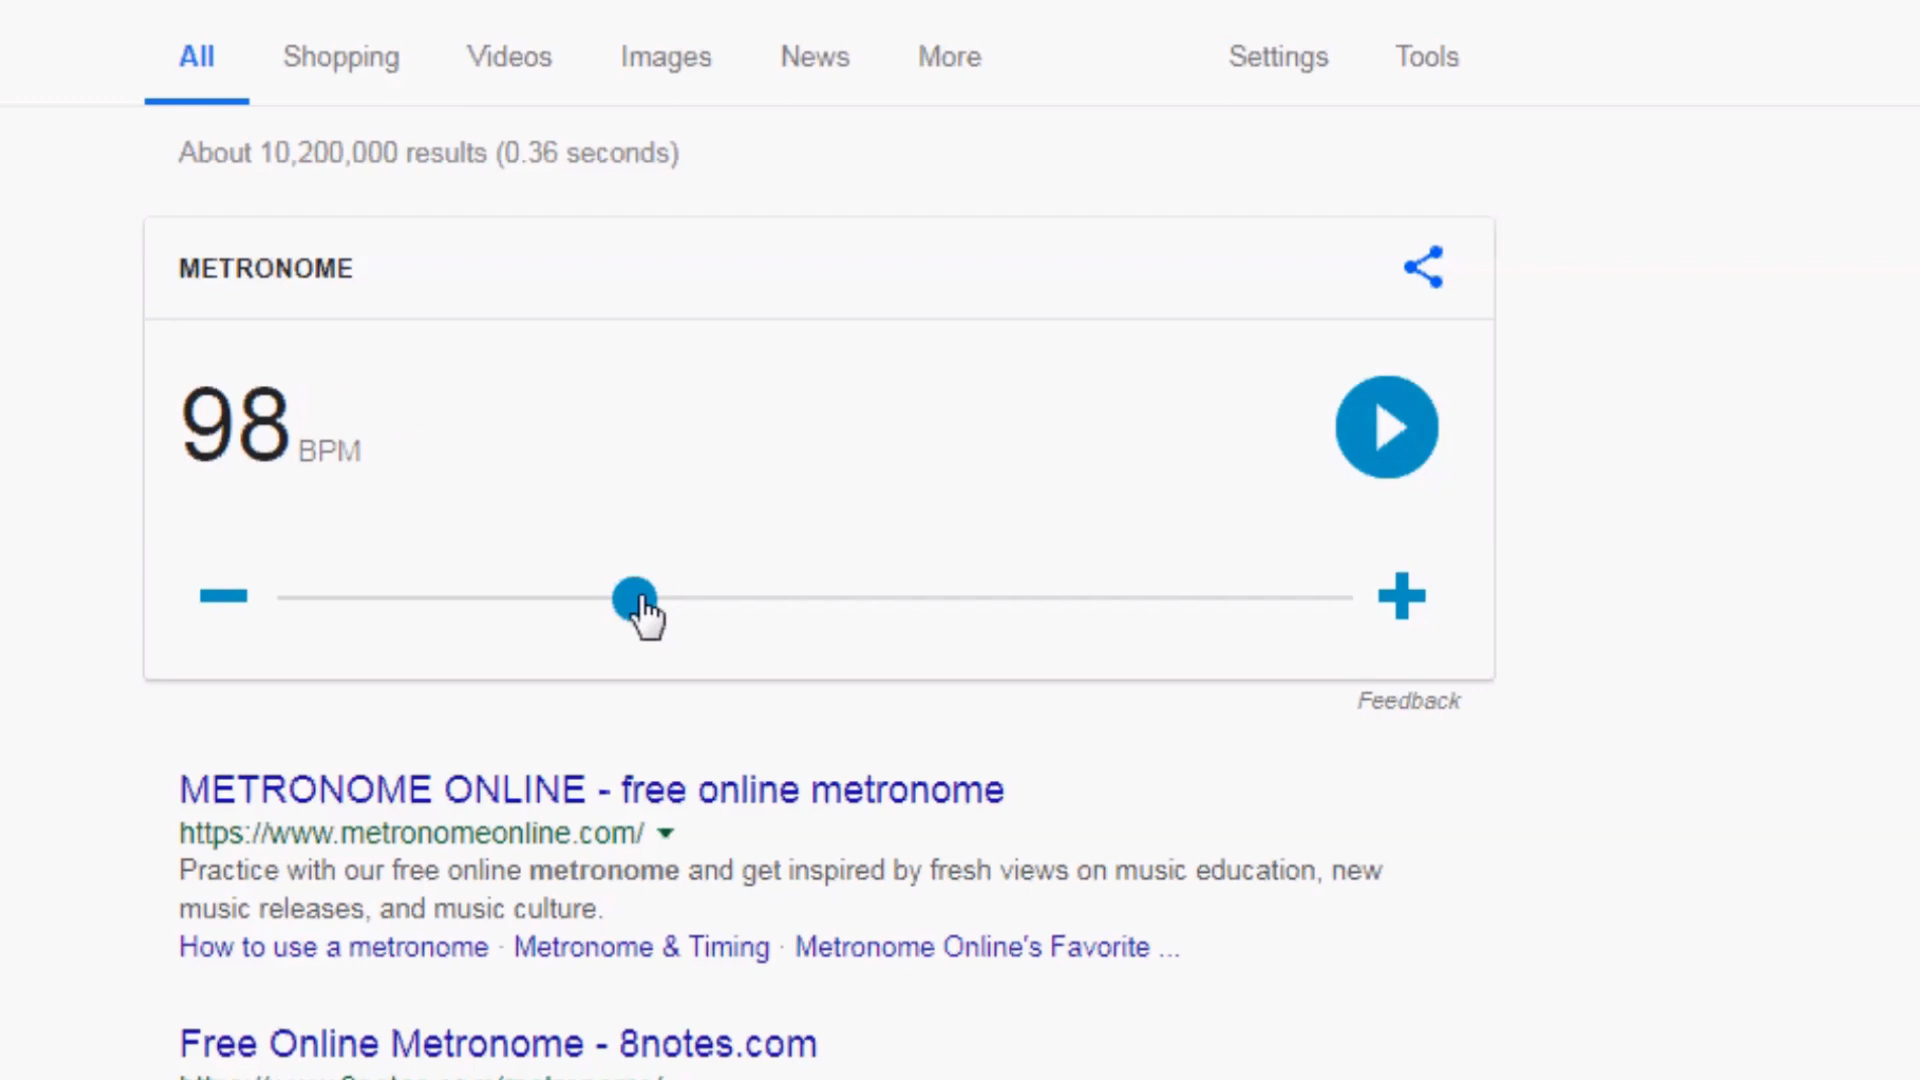 All Shopping Videos Images News More Settings Tools
About 10,200,000 results (0.36 seconds)
METRONOME
98 BPM
Feedback
METRONOME ONLINE - free online metronome
https://www.metronomeonline.com/
Practice with our free online metronome and get inspired by fresh views on music education, new
music releases, and music culture.
How to use a metronome · Metronome & Timing · Metronome Online's Favorite ...
Free Online Metronome - 8notes.com